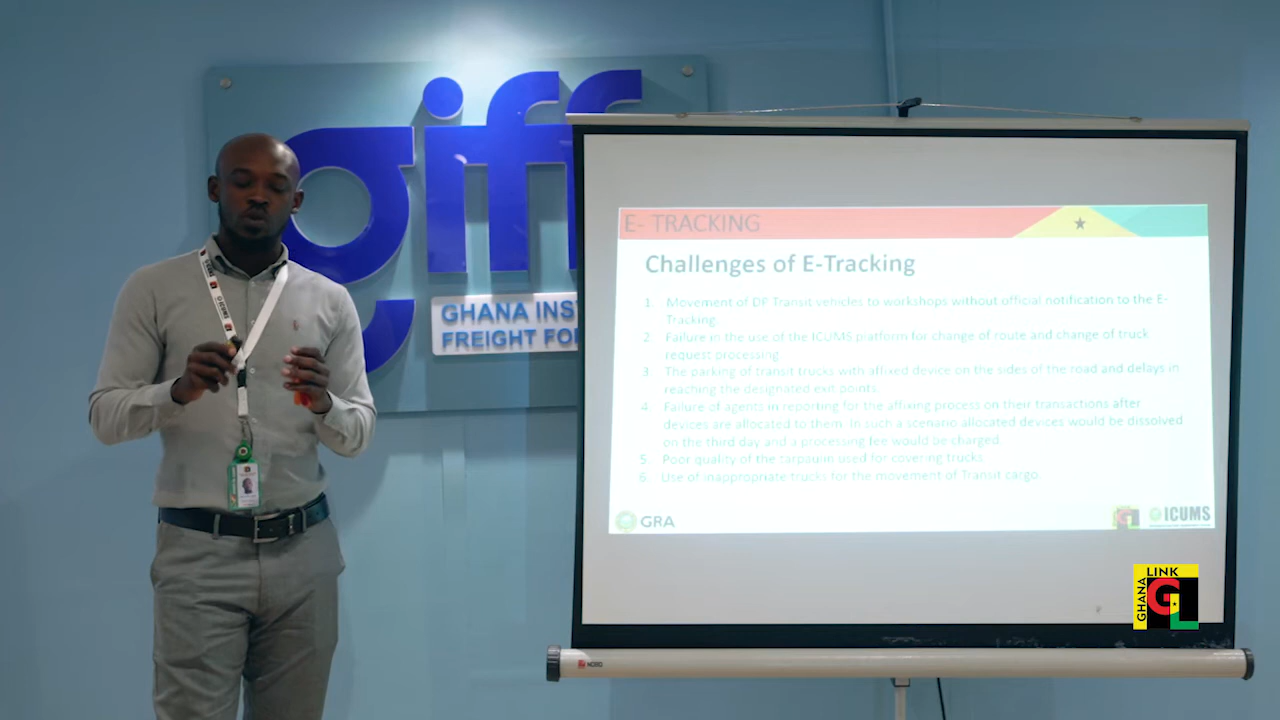 giff
GHANA INS
FREIGHT FO
E- TRACKING
Challenges of E-Tracking
1. Movement of DF Transit vehicles to workshops without official notification to the E-
Tracking.
2. Failure in the use of the ICUMS platform for change of route and change of truck
request processing.
3. The parking of transit trucks with affixed device on the sides of the road and delays in
reaching the designated exit points.
4. Failure of agents in reporting for the affixing process on their transactions after
devices are allocated to them. In such a scenario allocated devices would be dissolved
on the third day and a processing fee would be charged.
5. Poor quality of the tarpaulin used for covering trucks.
6. Use of inappropriate trucks for the movement of Transit cargo.
GRA
ICUMS
GHANA LINK
GL
NORO